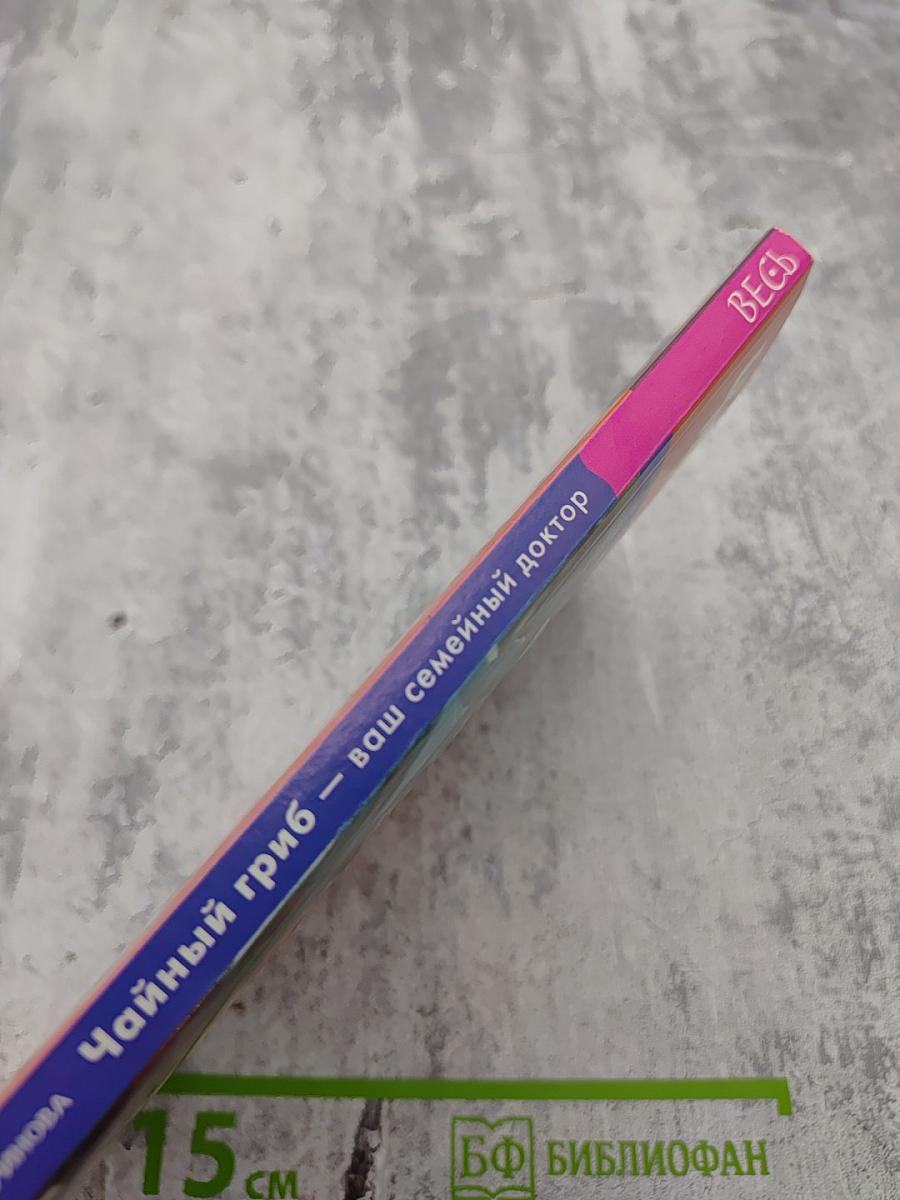 ВЕСЬ
Чайный гриб — ваш семейный доктор
15 см
БФ БИБЛИОФАН